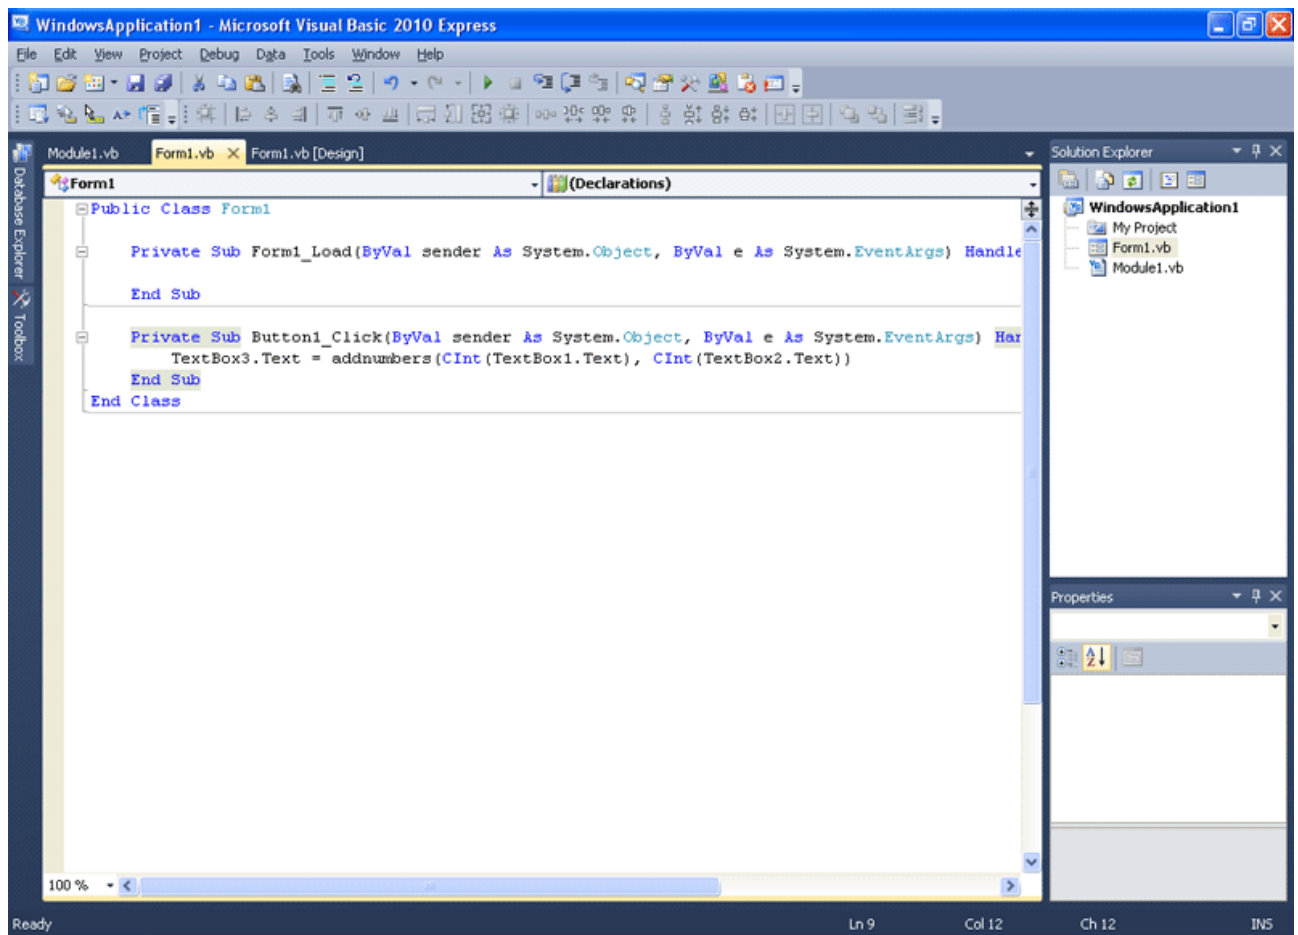 WindowsApplication1 - Microsoft Visual Basic 2010 Express
File Edit View Project Debug Data Tools Window Help
Module1.vb Form1.vb Form1.vb [Design]
Form1 (Declarations)
Public Class Form1
Private Sub Form1_Load(ByVal sender As System.Object, ByVal e As System.EventArgs) Handle
End Sub
Private Sub Button1_Click(ByVal sender As System.Object, ByVal e As System.EventArgs) Han
TextBox3.Text = addnumbers(CInt(TextBox1.Text), CInt(TextBox2.Text))
End Sub
End Class
Database Explorer
Toolbox
Solution Explorer
WindowsApplication1
My Project
Form1.vb
Module1.vb
Properties
100 %
Ready Ln 9 Col 12 Ch 12 INS